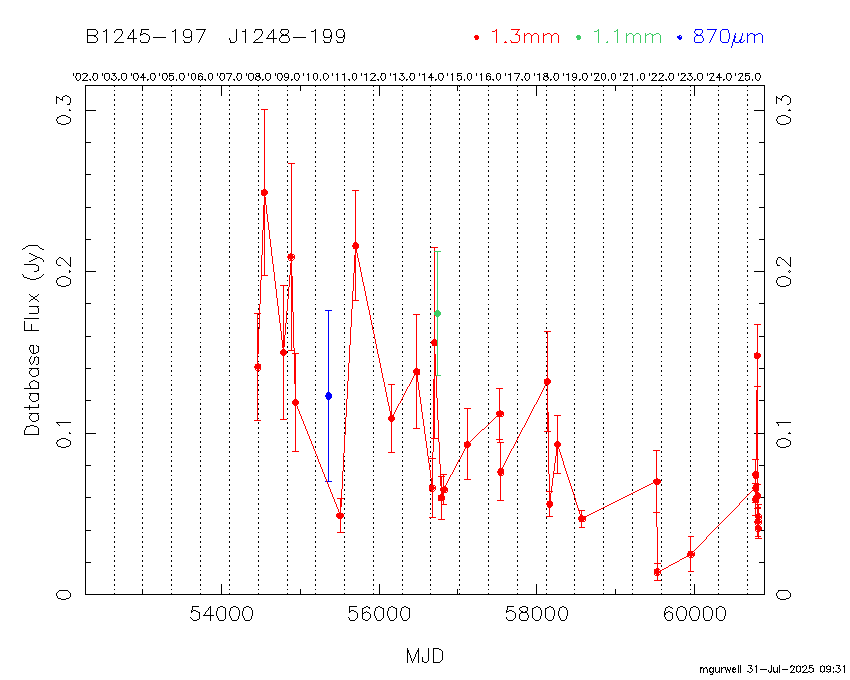 B1245-197 J1248-199 1.3mm 1.1mm 870μm
'02.0 '03.0 '04.0 '05.0 '06.0 '07.0 '08.0 '09.0 '10.0 '11.0 '12.0 '13.0 '14.0 '15.0 '16.0 '17.0 '18.0 '19.0 '20.0 '21.0 '22.0 '23.0 '24.0 '25.0
0.3 0.3
0.2 0.2
Database Flux (Jy)
0.1 0.1
0 0
54000 56000 58000 60000
MJD
mgurwell 31-Jul-2025 09:31